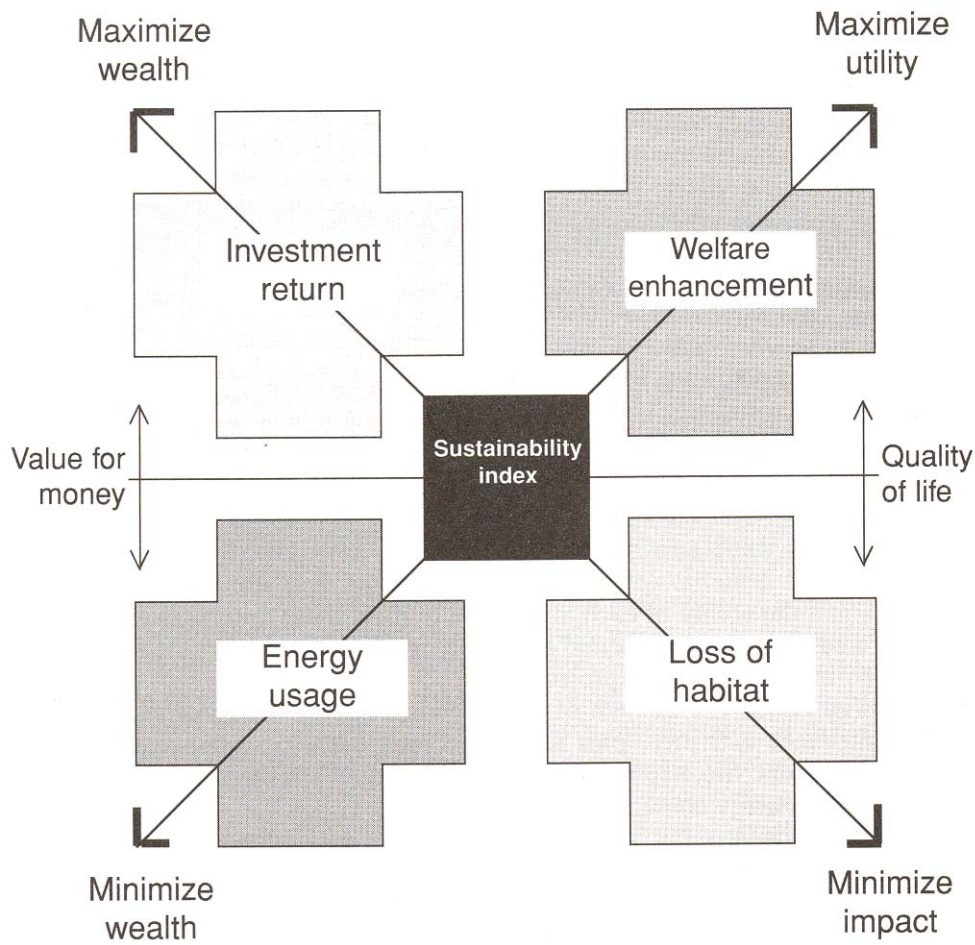 Maximize
wealth
Maximize
utility
Investment
return
Welfare
enhancement
Value for
money
Sustainability
index
Quality
of life
Energy
usage
Loss of
habitat
Minimize
wealth
Minimize
impact